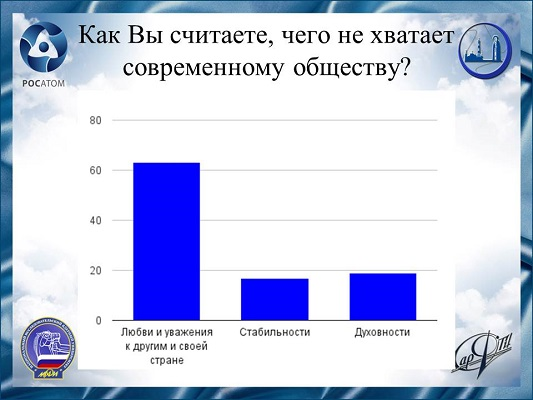 Как Вы считаете, чего не хватает
современному обществу?
РОСАТОМ
80
60
40
20
0
Любви и уважения
к другим и своей
стране
Стабильности
Духовности